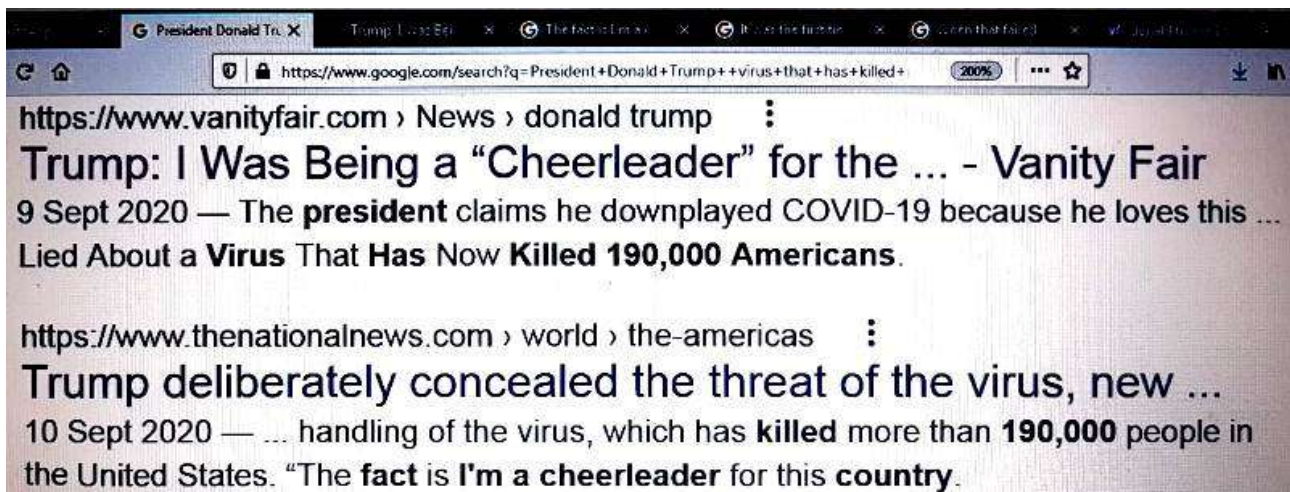 President Donald Tru
https://www.google.com/search?q=President+Donald+Trump++virus+that+has+killed+
200%
https://www.vanityfair.com › News › donald trump
Trump: I Was Being a “Cheerleader” for the ... - Vanity Fair
9 Sept 2020 — The president claims he downplayed COVID-19 because he loves this ...
Lied About a Virus That Has Now Killed 190,000 Americans.
https://www.thenationalnews.com › world › the-americas
Trump deliberately concealed the threat of the virus, new ...
10 Sept 2020 — ... handling of the virus, which has killed more than 190,000 people in
the United States. “The fact is I'm a cheerleader for this country.